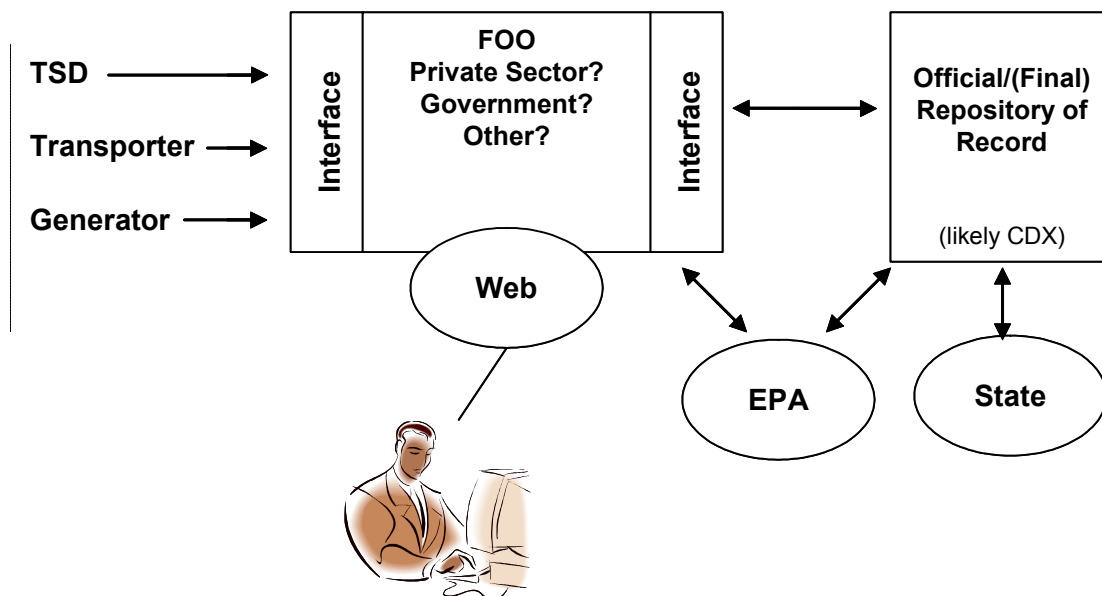 TSD
Transporter
Generator
Interface
FOO
Private Sector?
Government?
Other?
Interface
Official/(Final)
Repository of
Record
(likely CDX)
Web
EPA
State